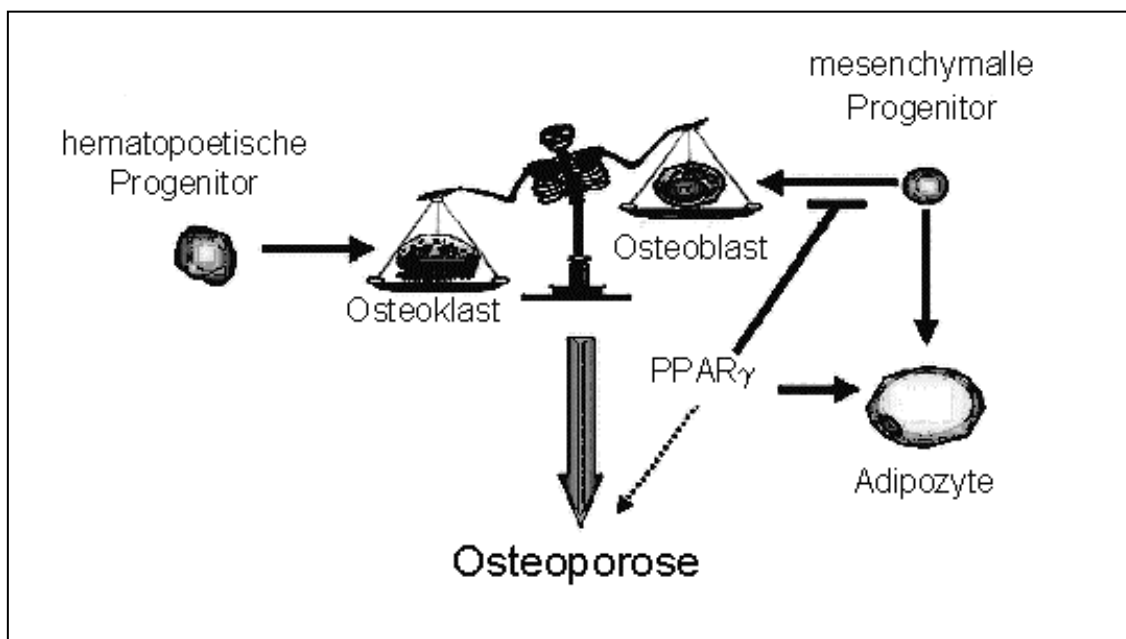 mesenchymalle
Progenitor
hematopoetische
Progenitor
Osteoblast
Osteoklast
PPARγ
Adipozyte
Osteoporose